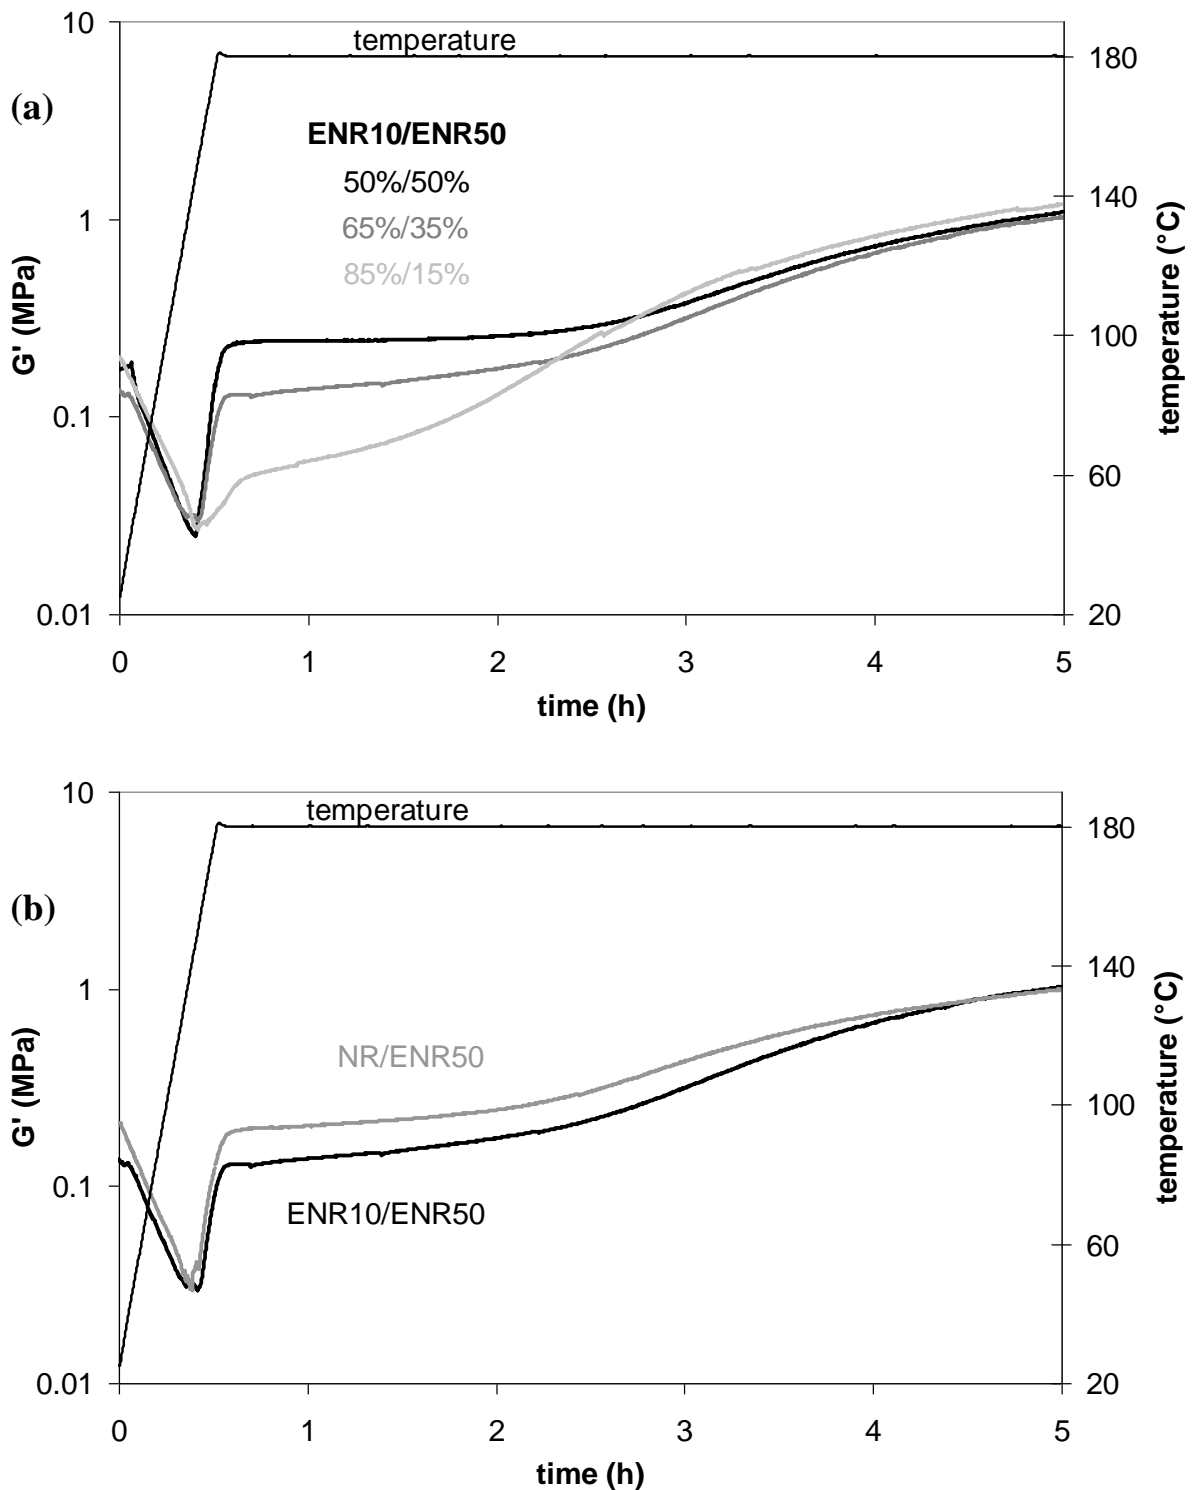 10
temperature
180
(a)
ENR10/ENR50
50%/50%
65%/35%
85%/15%
1
140
G' (MPa)
temperature (°C)
100
0.1
60
0.01
20
0 1 2 3 4 5
time (h)
10
temperature
180
(b)
1
140
NR/ENR50
G' (MPa)
temperature (°C)
100
0.1
ENR10/ENR50
60
0.01
20
0 1 2 3 4 5
time (h)